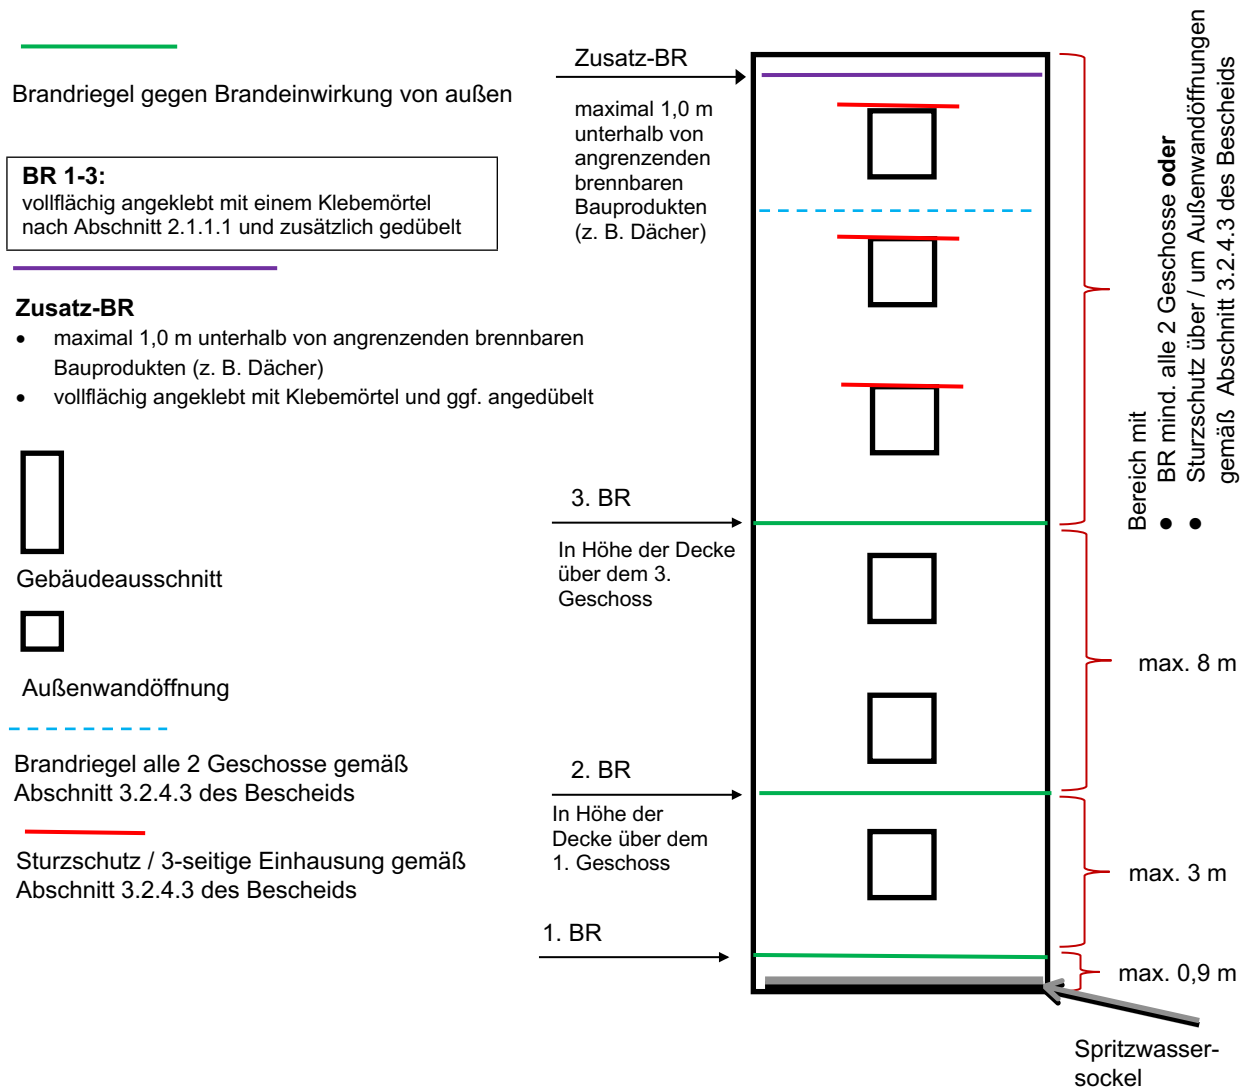 Brandriegel gegen Brandeinwirkung von außen
BR 1-3:
vollflächig angeklebt mit einem Klebemörtel
nach Abschnitt 2.1.1.1 und zusätzlich gedübelt
Zusatz-BR
• maximal 1,0 m unterhalb von angrenzenden brennbaren
Bauprodukten (z. B. Dächer)
• vollflächig angeklebt mit Klebemörtel und ggf. angedübelt
Gebäudeausschnitt
Außenwandöffnung
Brandriegel alle 2 Geschosse gemäß
Abschnitt 3.2.4.3 des Bescheids
Sturzschutz / 3-seitige Einhausung gemäß
Abschnitt 3.2.4.3 des Bescheids
Zusatz-BR
maximal 1,0 m
unterhalb von
angrenzenden
brennbaren
Bauprodukten
(z. B. Dächer)
3. BR
In Höhe der Decke
über dem 3.
Geschoss
2. BR
In Höhe der
Decke über dem
1. Geschoss
1. BR
Bereich mit
• BR mind. alle 2 Geschosse oder
• Sturzschutz über / um Außenwandöffnungen
gemäß Abschnitt 3.2.4.3 des Bescheids
max. 8 m
max. 3 m
max. 0,9 m
Spritzwasser-
sockel